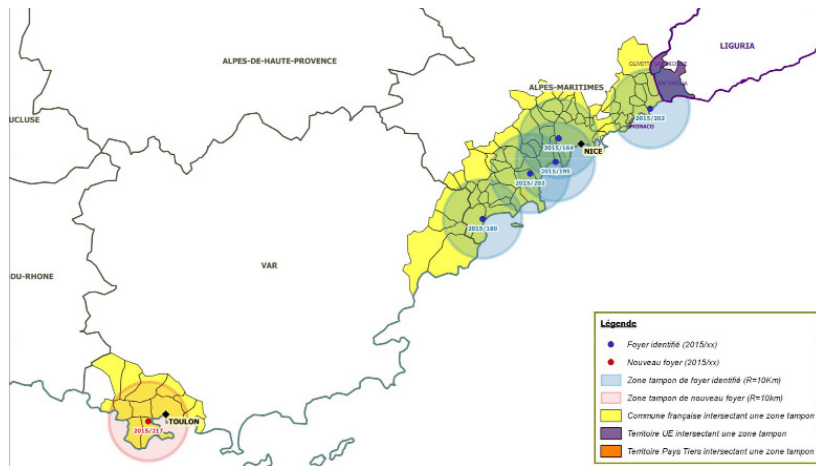 LIGURIA
ALPES-DE-HAUTE-PROVENCE
ALPES-MARITIMES
UCLUSE
2015/202
MONACO
2015/164
NICE
2015/195
2015/203
2015/180
VAR
DU-RHONE
TOULON
2015/217
Légende
Foyer identifié (2015/xx)
Nouveau foyer (2015/xx)
Zone tampon de foyer identifié (R=10Km)
Zone tampon de nouveau foyer (R=10km)
Commune française intersectant une zone tampon
Territoire UE intersectant une zone tampon
Territoire Pays Tiers intersectant une zone tampon